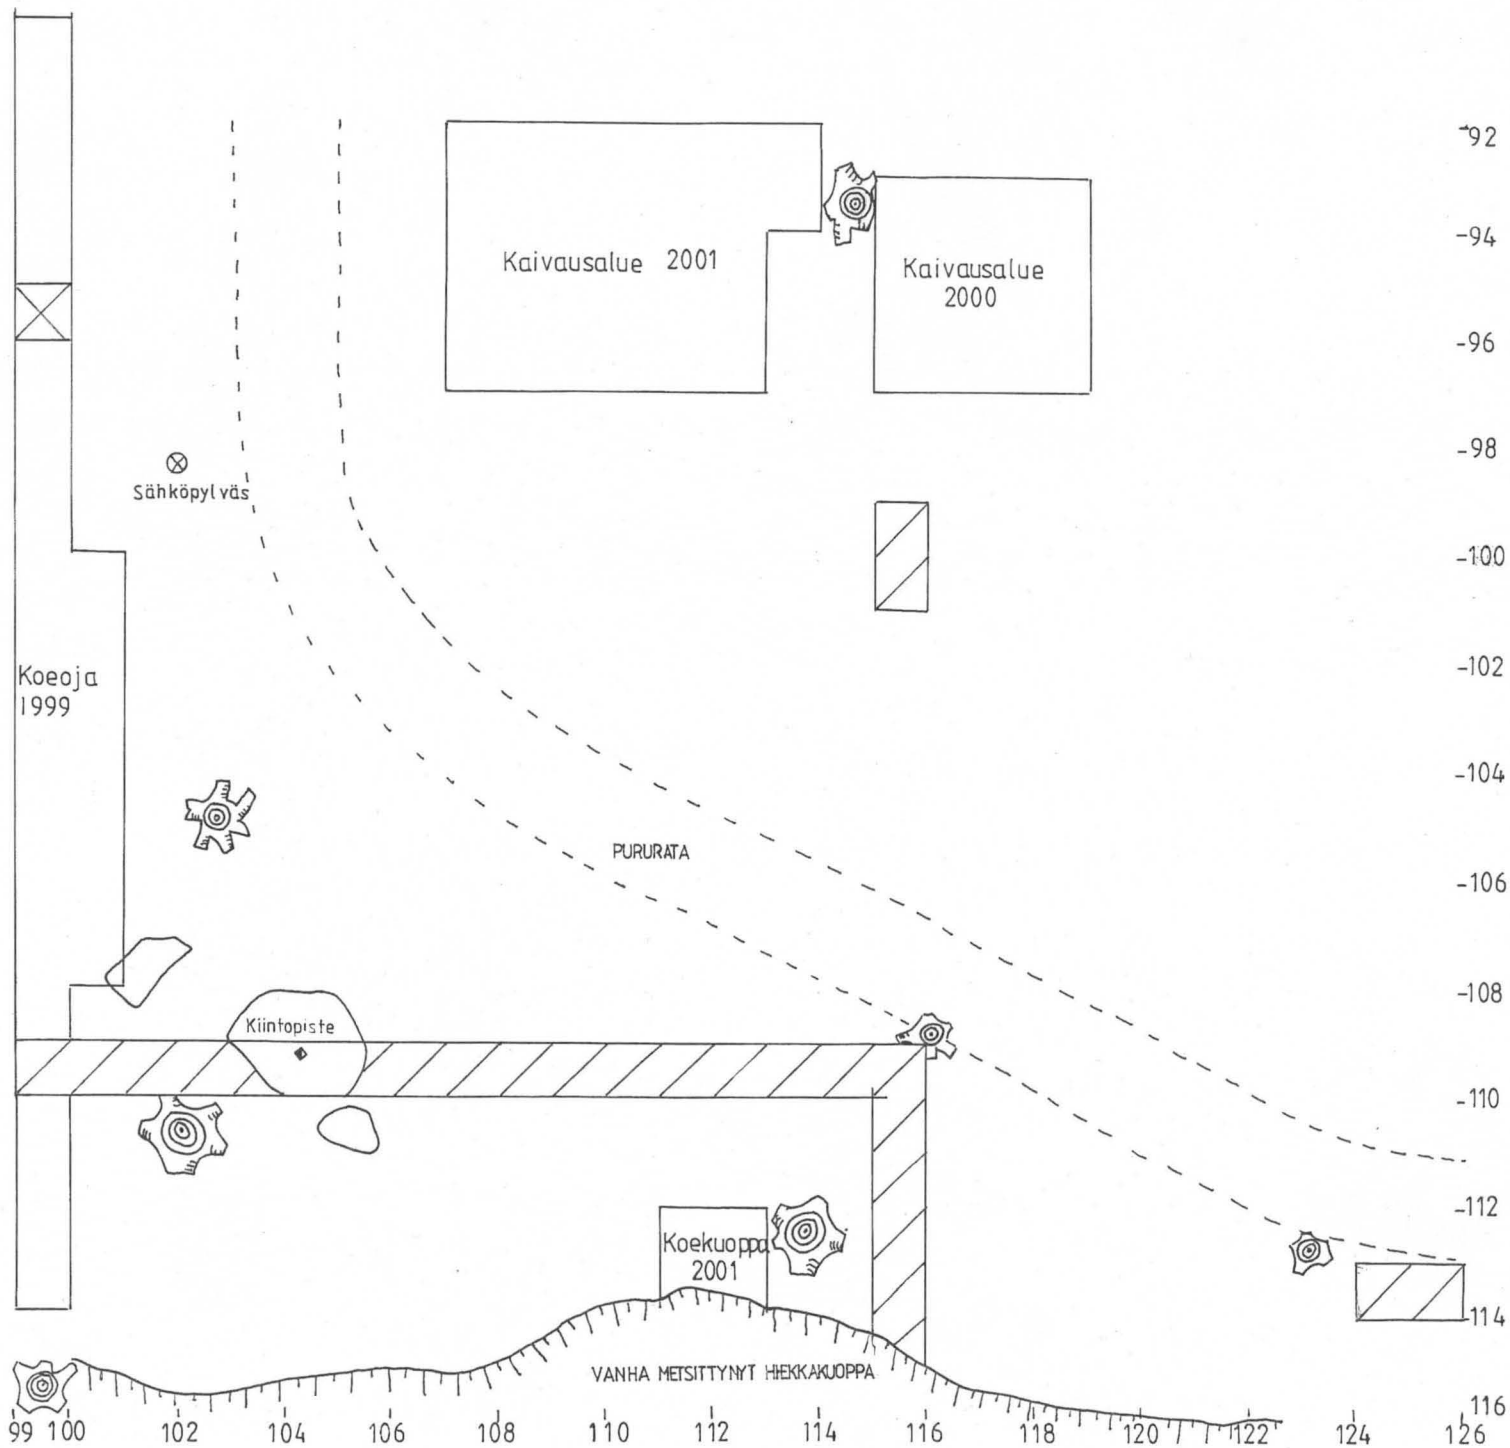 92
-94
Kaivausalue 2001
Kaivausalue
2000
-96
-98
Sähköpylväs
-100
Koeoja
1999
-102
-104
PURURATA
-106
-108
Kiintopiste
-110
-112
Koekuoppa
2001
-114
VANHA METSITTYNYT HIEKKAKUOPPA
116
99 100 102 104 106 108 110 112 114 116 118 120 122 124 126